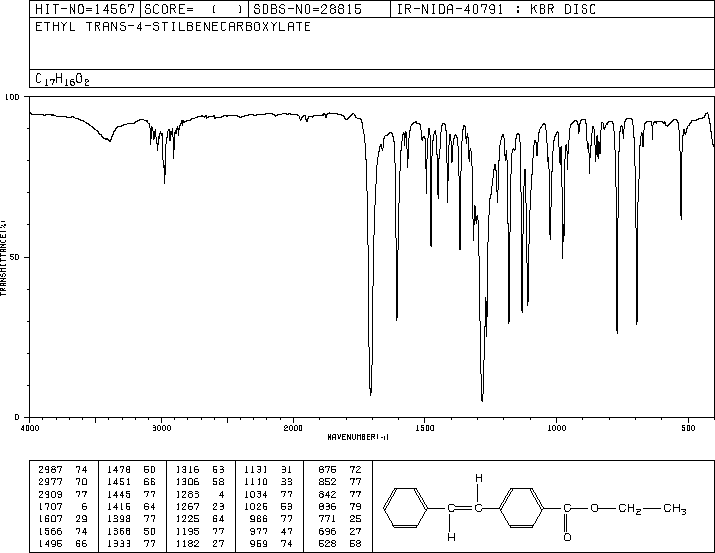 HIT-NO=14567 SCORE= ( ) SDBS-NO=28815 IR-NIDA-40791 : KBR DISC
ETHYL TRANS-4-STILBENECARBOXYLATE
C17H16O2
100
50
0
TRANSMITTANCE(%)
4000 3000 2000 1500 1000 500
WAVENUMBER(-1)
2987 74 1478 50 1316 53 1131 31 875 72
2977 70 1451 66 1306 58 1110 33 852 77
2909 77 1445 77 1283 4 1034 77 842 77
1707 6 1416 64 1267 23 1026 53 836 79
1607 29 1398 77 1225 64 986 77 771 25
1566 74 1368 50 1195 77 977 47 696 27
1495 66 1333 77 1182 27 969 74 528 58
H
H
C
O
O
CH2
CH3